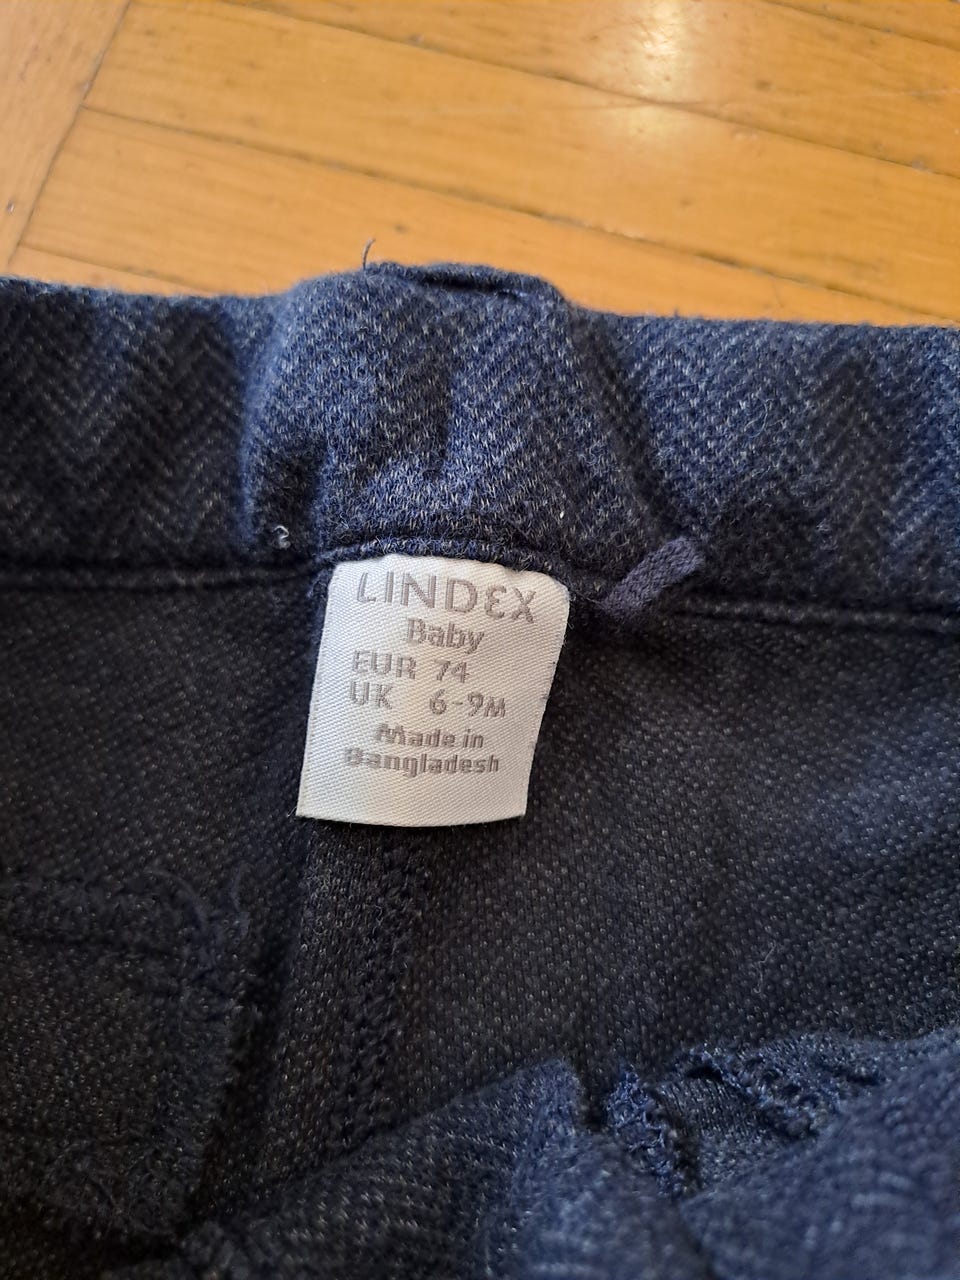 LINDEX
Baby
EUR 74
UK 6-9M
Made in
Bangladesh